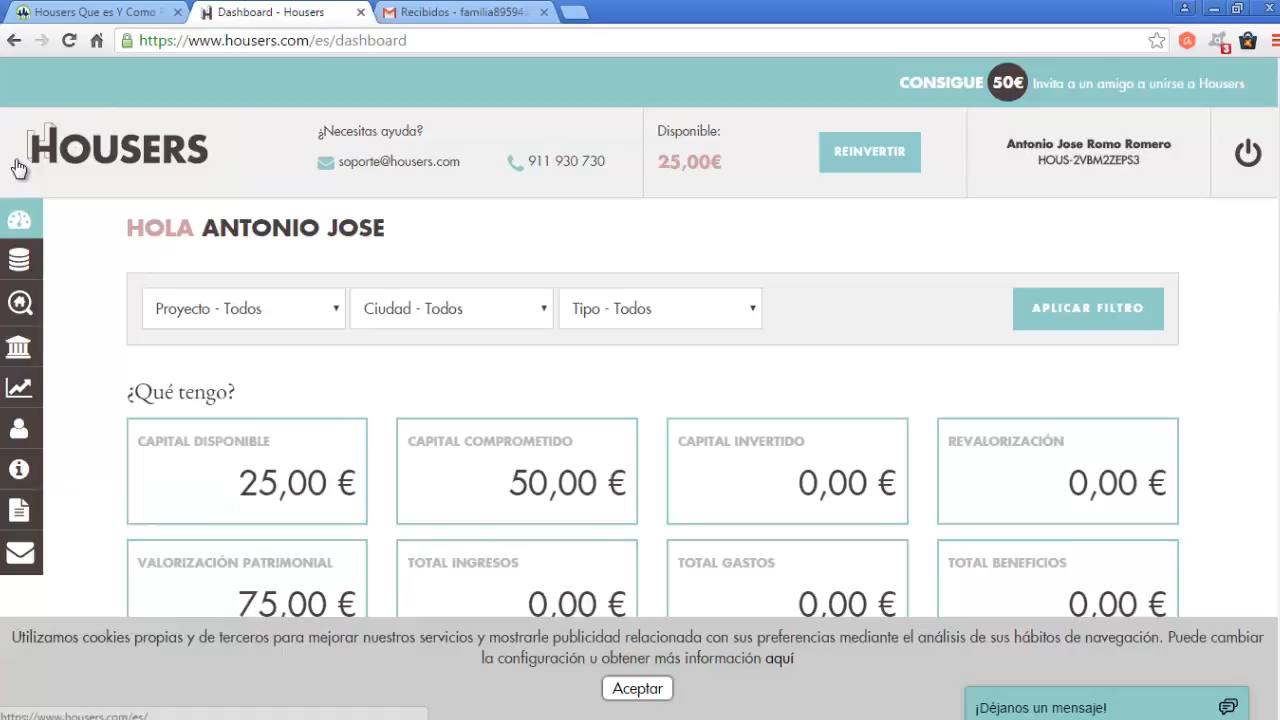 Housers Que es Y Como
Dashboard - Housers
Recibidos - familia89594
https://www.housers.com/es/dashboard
3
CONSIGUE 50€ Invita a un amigo a unirse a Housers
HOUSERS
¿Necesitas ayuda?
soporte@housers.com
911 930 730
Disponible:
25,00€
REINVERTIR
Antonio Jose Romo Romero
HOUS-2VBM2ZEPS3
HOLA ANTONIO JOSE
Proyecto - Todos
Ciudad - Todos
Tipo - Todos
APLICAR FILTRO
¿Qué tengo?
CAPITAL DISPONIBLE
25,00 €
CAPITAL COMPROMETIDO
50,00 €
CAPITAL INVERTIDO
0,00 €
REVALORIZACIÓN
0,00 €
VALORIZACIÓN PATRIMONIAL
75,00 €
TOTAL INGRESOS
0,00 €
TOTAL GASTOS
0,00 €
TOTAL BENEFICIOS
0,00 €
Utilizamos cookies propias y de terceros para mejorar nuestros servicios y mostrarle publicidad relacionada con sus preferencias mediante el análisis de sus hábitos de navegación. Puede cambiar
la configuración u obtener más información aquí
Aceptar
¡Déjanos un mensaje!
https://www.housers.com/es/